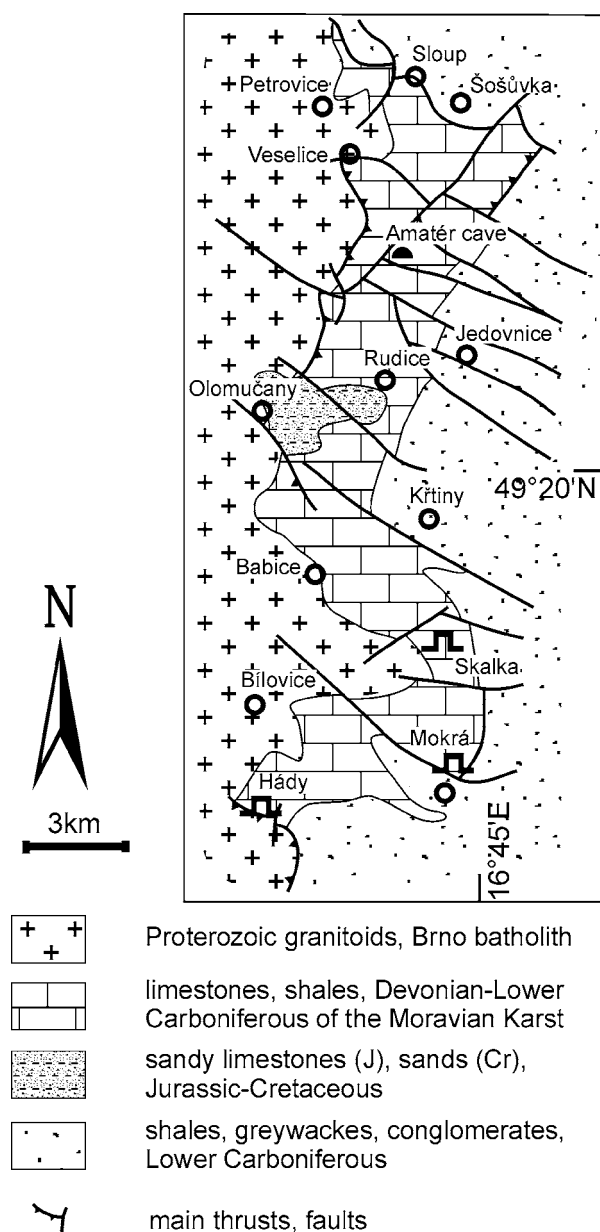 Sloup
Petrovice
Šošůvka
Veselice
Amatér cave
Jedovnice
Rudice
Olomučany
49°20'N
Křtiny
Babice
N
Skalka
Bílovice
Mokrá
Hády
3km
16°45'E
Proterozoic granitoids, Brno batholith
limestones, shales, Devonian-Lower
Carboniferous of the Moravian Karst
sandy limestones (J), sands (Cr),
Jurassic-Cretaceous
shales, greywackes, conglomerates,
Lower Carboniferous
main thrusts, faults